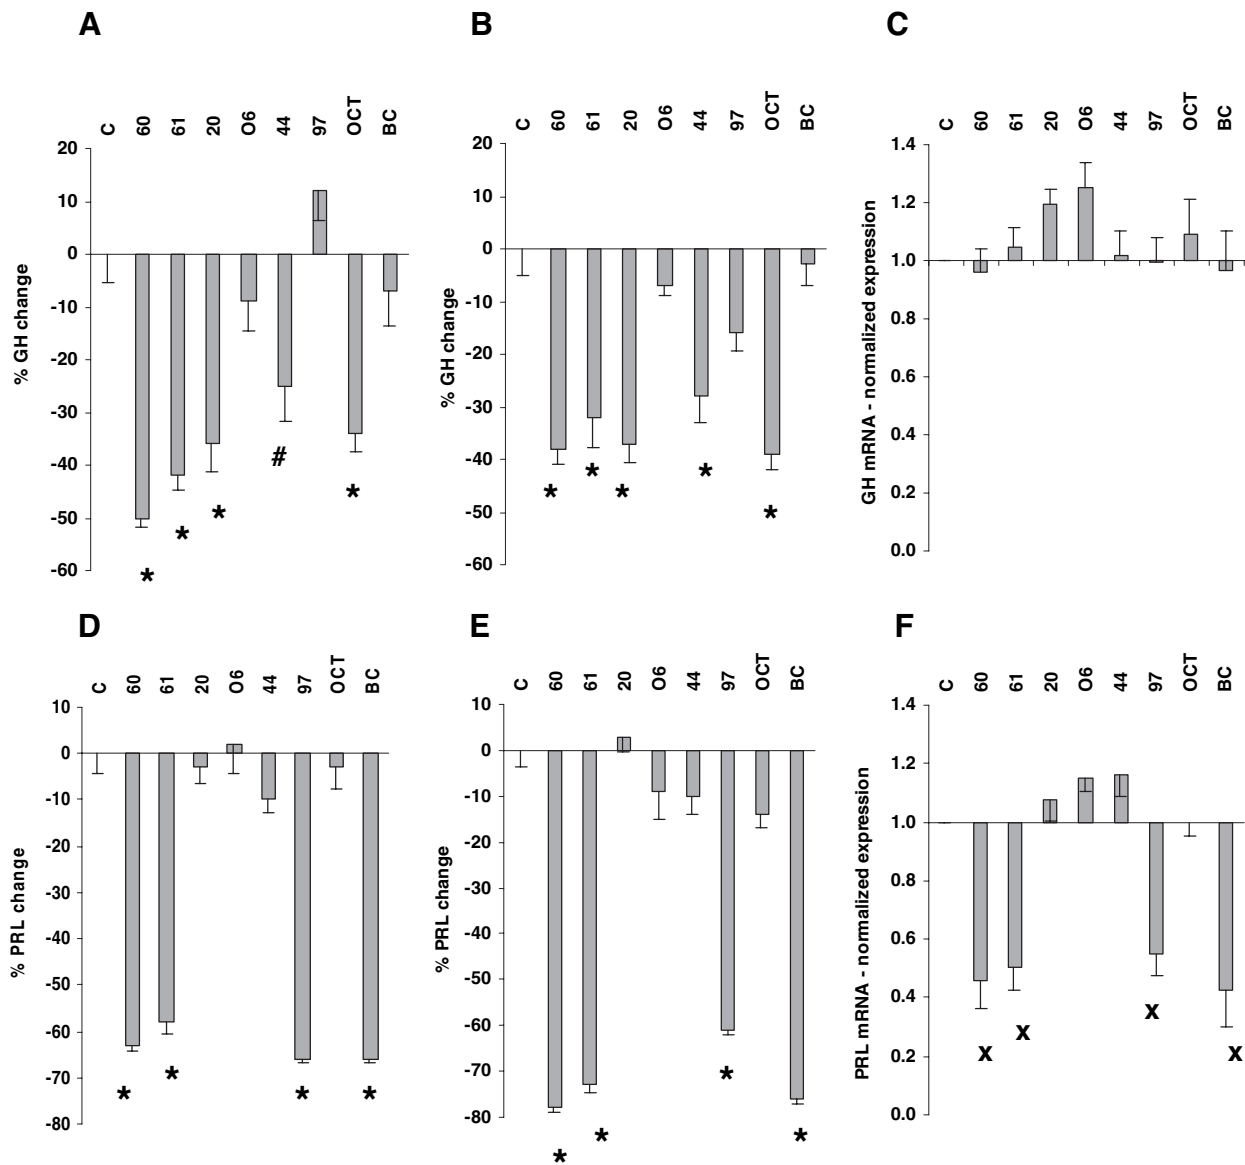 A B C
C 60 61 20 O6 44 97 OCT BC
20
10
0
-10
-20
-30
-40
-50
-60
% GH change
* * * # *
C 60 61 20 O6 44 97 OCT BC
20
10
0
-10
-20
-30
-40
-50
-60
% GH change
* * * * *
C 60 61 20 O6 44 97 OCT BC
1.4
1.2
1.0
0.8
0.6
0.4
0.2
0.0
GH mRNA - normalized expression
D E F
C 60 61 20 O6 44 97 OCT BC
10
0
-10
-20
-30
-40
-50
-60
-70
-80
% PRL change
* * * *
C 60 61 20 O6 44 97 OCT BC
10
0
-10
-20
-30
-40
-50
-60
-70
-80
% PRL change
* * * *
C 60 61 20 O6 44 97 OCT BC
1.4
1.2
1.0
0.8
0.6
0.4
0.2
0.0
PRL mRNA - normalized expression
x x x x